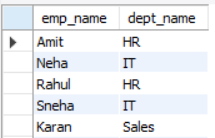 emp_name dept_name
Amit HR
Neha IT
Rahul HR
Sneha IT
Karan Sales